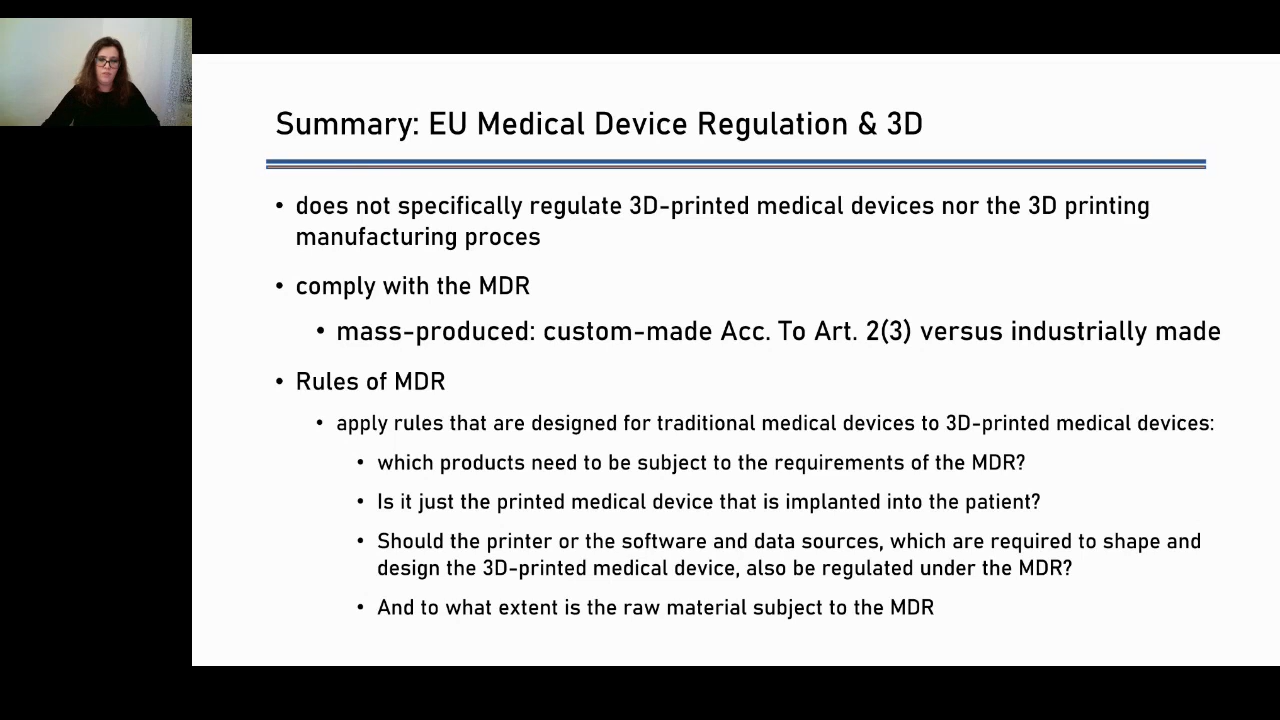 Summary: EU Medical Device Regulation & 3D
• does not specifically regulate 3D-printed medical devices nor the 3D printing
manufacturing proces
• comply with the MDR
• mass-produced: custom-made Acc. To Art. 2(3) versus industrially made
• Rules of MDR
• apply rules that are designed for traditional medical devices to 3D-printed medical devices:
• which products need to be subject to the requirements of the MDR?
• Is it just the printed medical device that is implanted into the patient?
• Should the printer or the software and data sources, which are required to shape and
design the 3D-printed medical device, also be regulated under the MDR?
• And to what extent is the raw material subject to the MDR